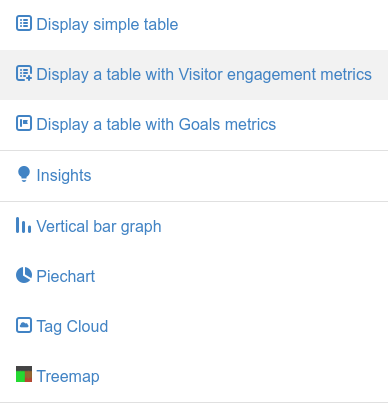 Display simple table
Display a table with Visitor engagement metrics
Display a table with Goals metrics
Insights
Vertical bar graph
Piechart
Tag Cloud
Treemap